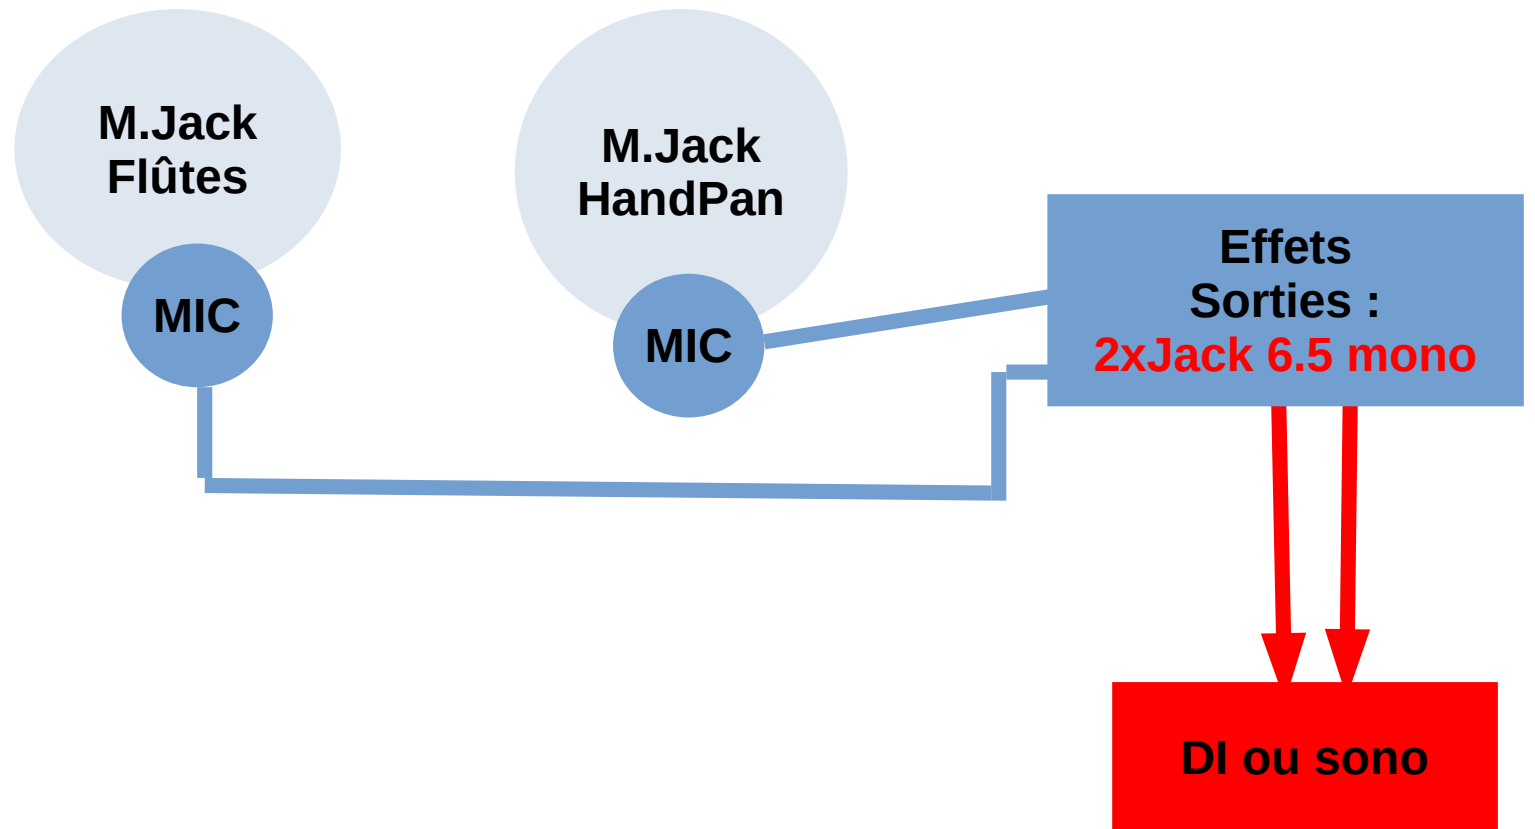 M.Jack
Flûtes
MIC
M.Jack
HandPan
MIC
Effets
Sorties :
2xJack 6.5 mono
DI ou sono